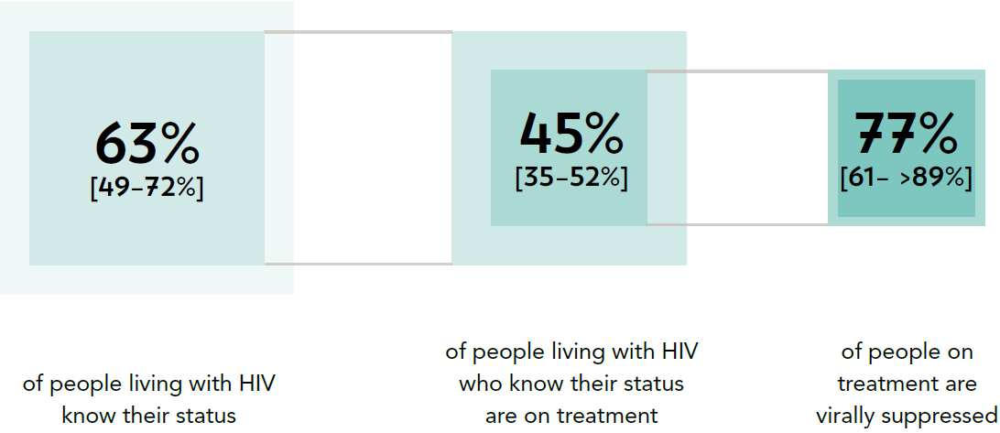 63%
[49–72%]
of people living with HIV
know their status
45%
[35–52%]
of people living with HIV
who know their status
are on treatment
77%
[61– >89%]
of people on
treatment are
virally suppressed